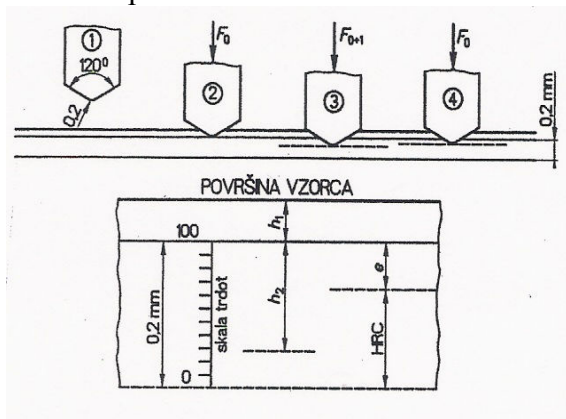 ① F₀ F₀₊₁ F₀
120°
② ③ ④
0,2
0,2 mm
POVRŠINA VZORCA
h₁
100
0,2 mm
skala trdot
h₂
e
HRC
0